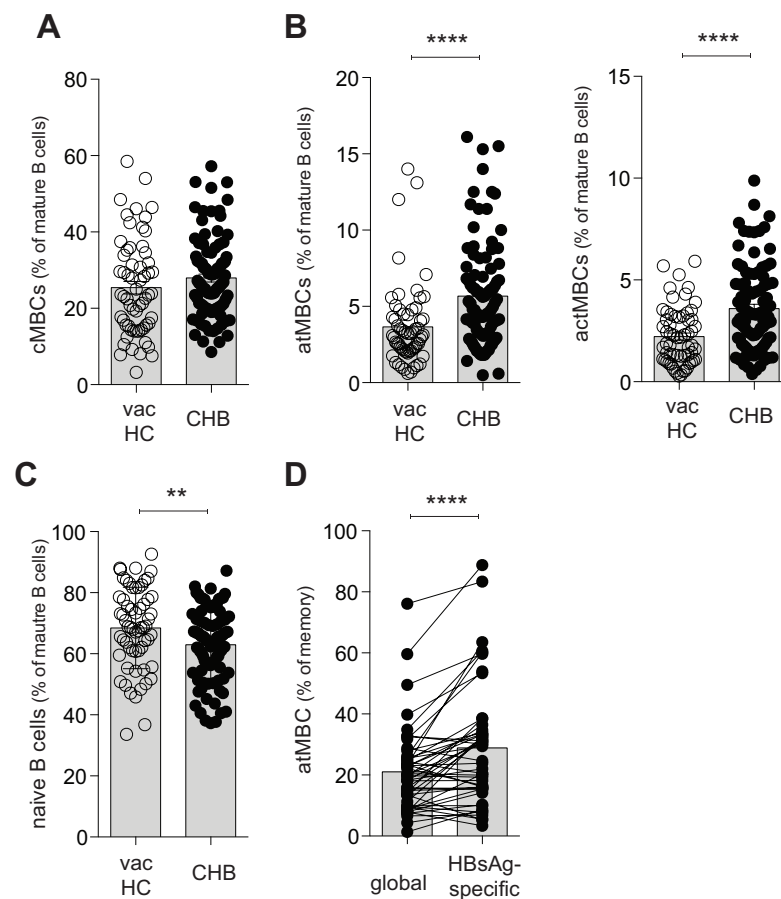 A
cMBCs (% of mature B cells)
80
60
40
20
0
vac
HC
CHB
B
****
atMBCs (% of mature B cells)
20
15
10
5
0
vac
HC
CHB
****
actMBCs (% of mature B cells)
15
10
5
0
vac
HC
CHB
C
**
naive B cells (% of mautre B cells)
100
80
60
40
20
0
vac
HC
CHB
D
****
atMBC (% of memory)
100
80
60
40
20
0
global
HBsAg-
specific